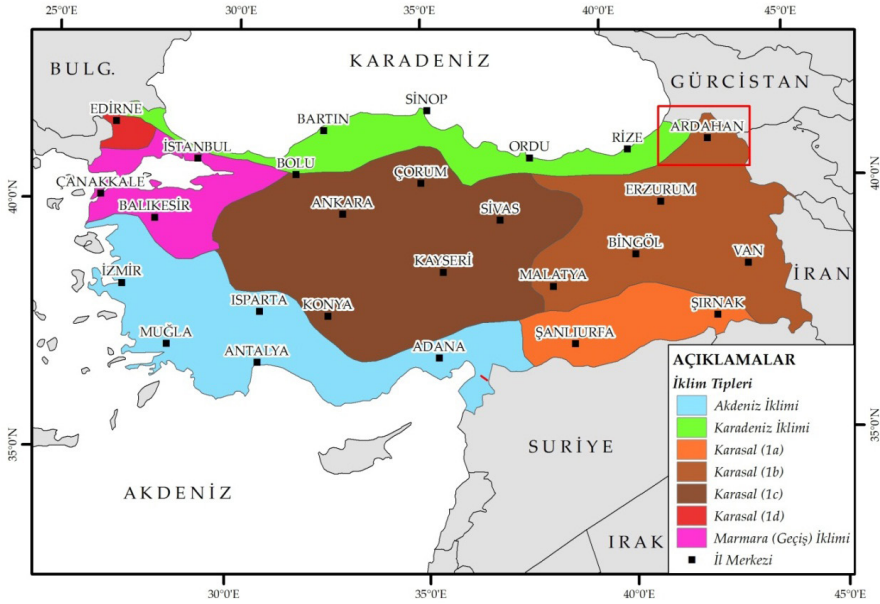 25°0'E
30°0'E
35°0'E
40°0'E
45°0'E
BULG.
KARADENİZ
GÜRCİSTAN
EDİRNE
SİNOP
BARTIN
ARDAHAN
İSTANBUL
BOLU
ORDU
RİZE
ÇORUM
40°0'N
40°0'N
ÇANAKKALE
BALIKESİR
ANKARA
SİVAS
ERZURUM
BİNGÖL
VAN
İZMİR
KAYSERİ
MALATYA
İRAN
ISPARTA
KONYA
ŞIRNAK
MUĞLA
ANTALYA
ADANA
ŞANLIURFA
AÇIKLAMALAR
İklim Tipleri
Akdeniz İklimi
Karadeniz İklimi
Karasal (1a)
Karasal (1b)
Karasal (1c)
Karasal (1d)
Marmara (Geçiş) İklimi
İl Merkezi
35°0'N
35°0'N
SURİYE
AKDENİZ
IRAK
30°0'E
35°0'E
40°0'E
45°0'E